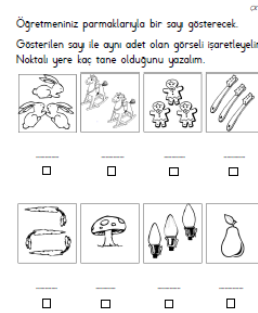 Öğretmeniniz parmaklarıyla bir sayı gösterecek.
Gösterilen sayı ile aynı adet olan görseli işaretleyelim
Noktalı yere kaç tane olduğunu yazalım.